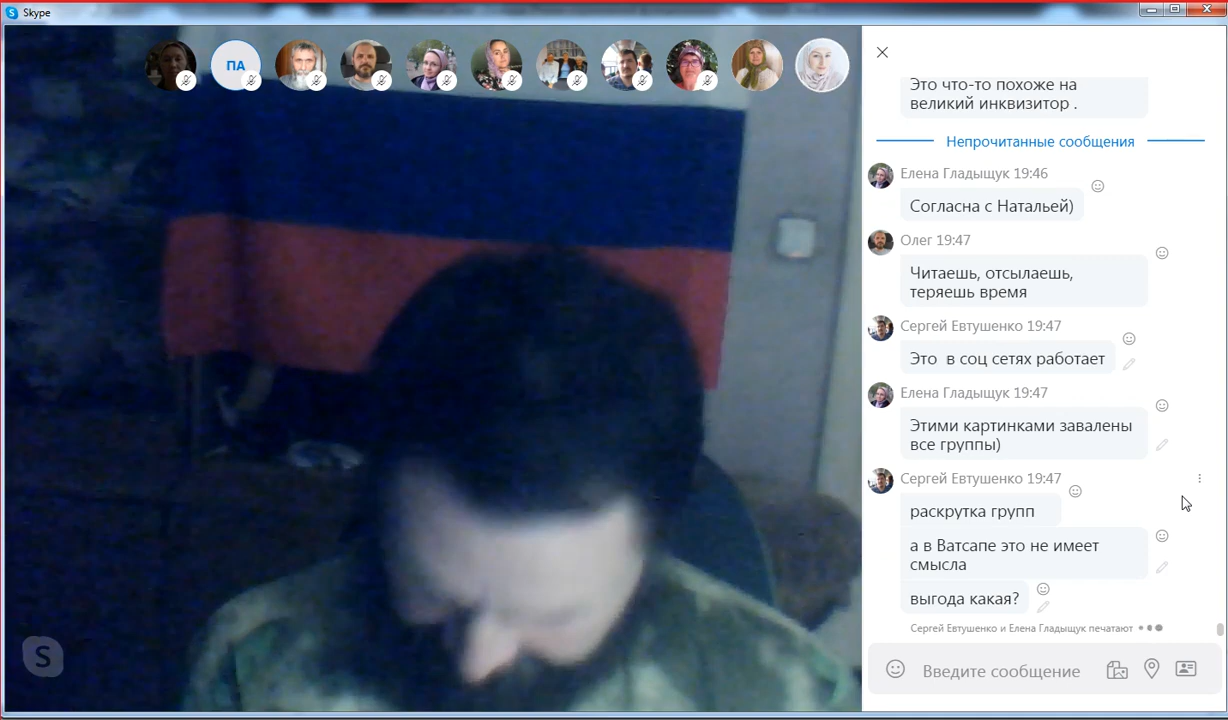 Skype
ПА
Это что-то похоже на
великий инквизитор .
Непрочитанные сообщения
Елена Гладыщук 19:46
Согласна с Натальей)
Олег 19:47
Читаешь, отсылаешь,
теряешь время
Сергей Евтушенко 19:47
Это в соц сетях работает
Елена Гладыщук 19:47
Этими картинками завалены
все группы)
Сергей Евтушенко 19:47
раскрутка групп
а в Ватсапе это не имеет
смысла
выгода какая?
Сергей Евтушенко и Елена Гладыщук печатают
Введите сообщение
S